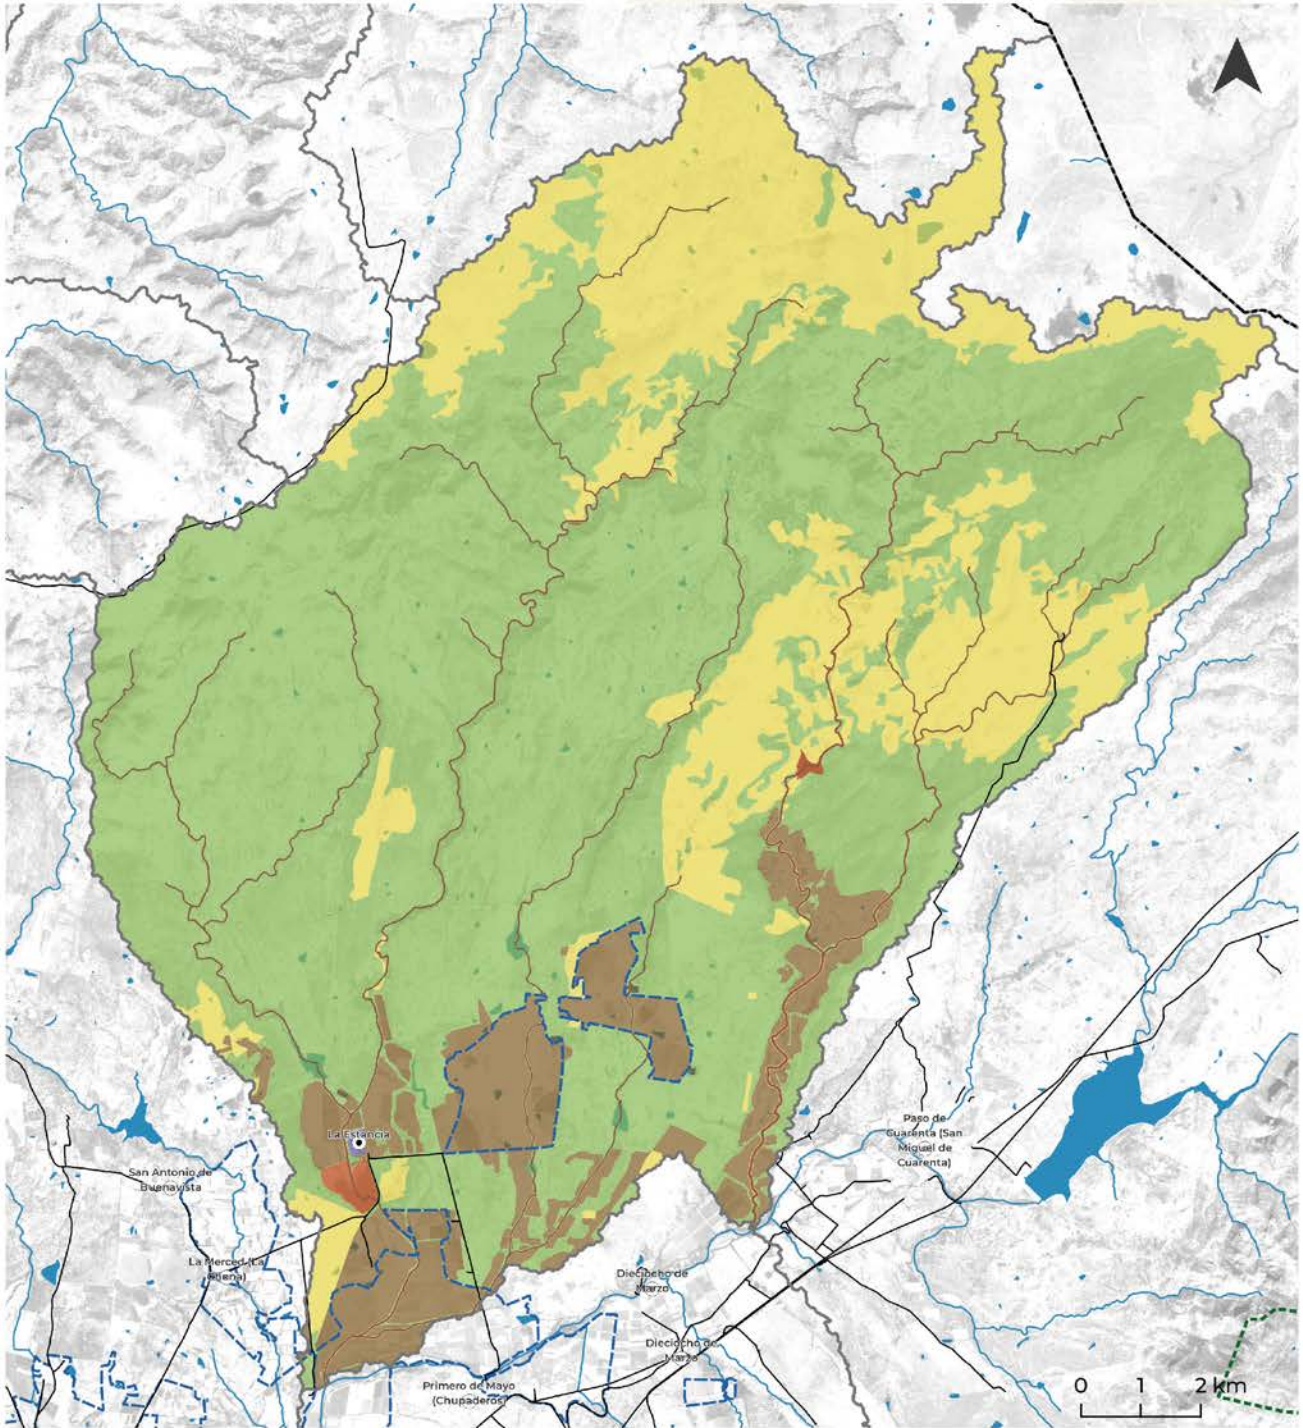 La Estancia
Paso de
Cuarenta (San
Miguel de
Cuarenta)
San Antonio de
Buenavista
La Merced (La
Dieciocho de
Marzo
Dieciocho de
Marzo
Primero de Mayo
(Chupaderos)
0 1 2 km